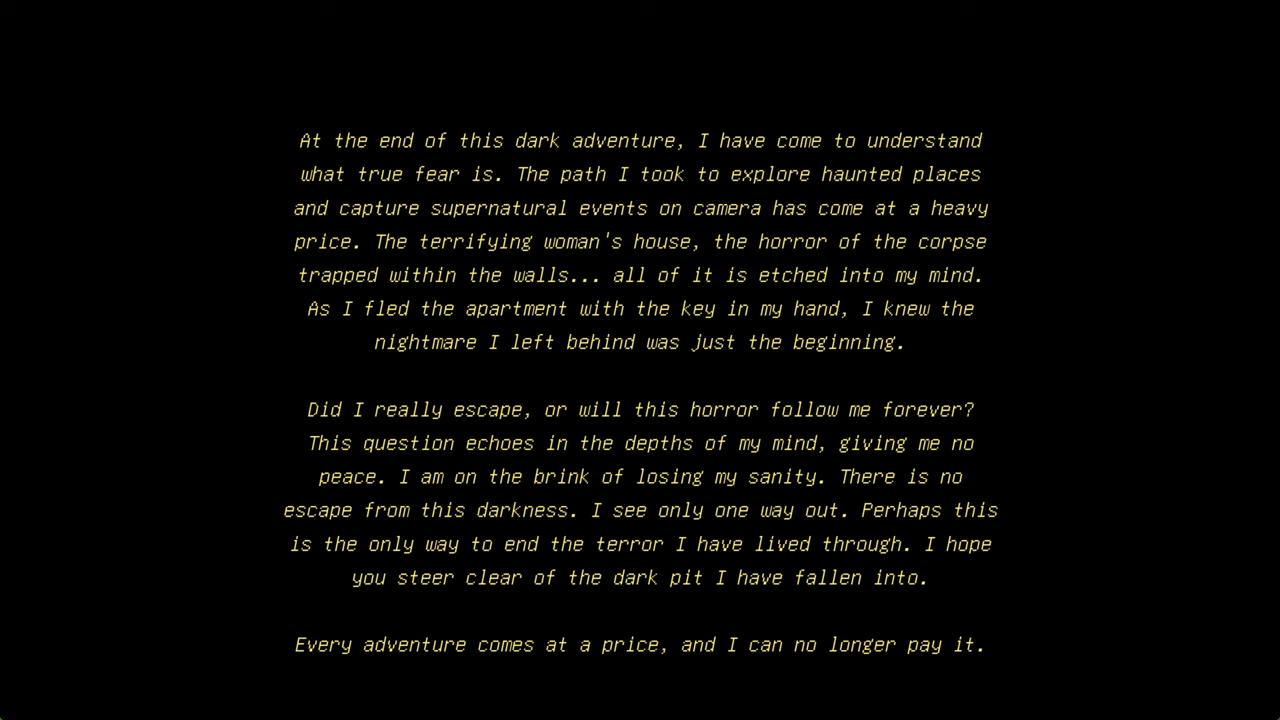 At the end of this dark adventure, I have come to understand
what true fear is. The path I took to explore haunted places
and capture supernatural events on camera has come at a heavy
price. The terrifying woman's house, the horror of the corpse
trapped within the walls... all of it is etched into my mind.
As I fled the apartment with the key in my hand, I knew the
nightmare I left behind was just the beginning.
Did I really escape, or will this horror follow me forever?
This question echoes in the depths of my mind, giving me no
peace. I am on the brink of losing my sanity. There is no
escape from this darkness. I see only one way out. Perhaps this
is the only way to end the terror I have lived through. I hope
you steer clear of the dark pit I have fallen into.
Every adventure comes at a price, and I can no longer pay it.